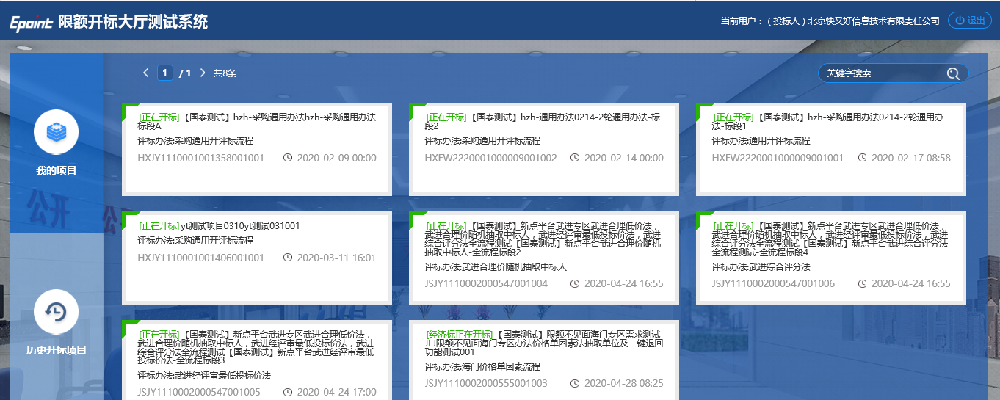 Epoint 限额开标大厅测试系统
当前用户：（投标人）北京快又好信息技术有限责任公司
退出
1 / 1 共8条
关键字搜索
我的项目
历史开标项目
公开
公
[正在开标]【国泰测试】hzh-采购通用办法hzh-采购通用办法
标段A
评标办法:采购通用开评标流程
HXJY1110001001358001001 2020-02-09 00:00
[正在开标]【国泰测试】hzh-通用办法0214-2轮通用办法-标
段2
评标办法:采购通用开评标流程
HXFW2220001000009001002 2020-02-14 00:00
[正在开标]【国泰测试】hzh-采购通用办法0214-2轮通用办
法-标段1
评标办法:通用开评标流程
HXFW2220001000009001001 2020-02-17 08:58
[正在开标]yt测试项目0310yt测试031001
评标办法:采购通用开评标流程
HXJY1110001001406001001 2020-03-11 16:01
[正在开标]【国泰测试】新点平台武进专区武进合理低价法，
武进合理价随机抽取中标人，武进经评审最低投标价法，武进
综合评分法全流程测试【国泰测试】新点平台武进合理价随机
抽取中标人-全流程标段2
评标办法:武进合理价随机抽取中标人
JSJY1110002000547001004 2020-04-24 16:55
[正在开标]【国泰测试】新点平台武进专区武进合理低价法，
武进合理价随机抽取中标人，武进经评审最低投标价法，武进
综合评分法全流程测试【国泰测试】新点平台武进综合评分法
全流程测试-全流程标段4
评标办法:武进综合评分法
JSJY1110002000547001006 2020-04-24 16:55
[正在开标]【国泰测试】新点平台武进专区武进合理低价法，
武进合理价随机抽取中标人，武进经评审最低投标价法，武进
综合评分法全流程测试【国泰测试】新点平台武进经评审最低
投标价法-全流程标段3
评标办法:武进经评审最低投标价法
JSJY1110002000547001005 2020-04-24 17:00
[经济标正在开标]【国泰测试】限额不见面海门专区需求测试
JLJ限额不见面海门专区办法价格单因素法抽取单位及一键退回
功能测试001
评标办法:海门价格单因素流程
JSJY1110002000555001003 2020-04-28 08:25